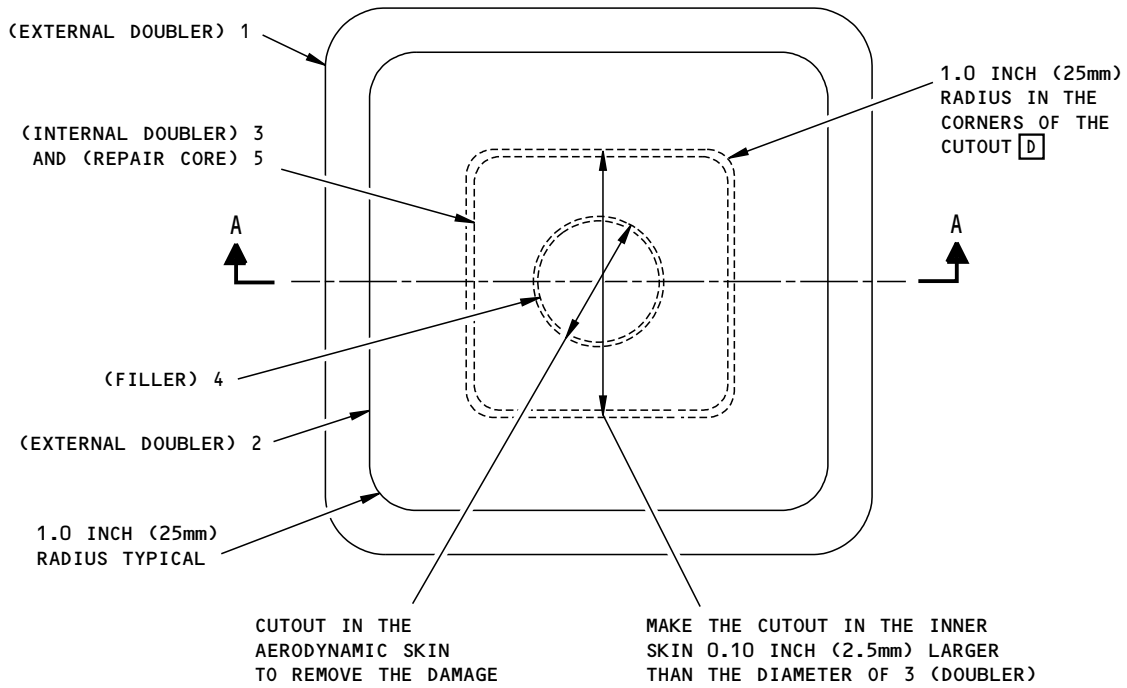 (EXTERNAL DOUBLER) 1
1.0 INCH (25mm)
RADIUS IN THE
CORNERS OF THE
CUTOUT D
(INTERNAL DOUBLER) 3
AND (REPAIR CORE) 5
A
A
(FILLER) 4
(EXTERNAL DOUBLER) 2
1.0 INCH (25mm)
RADIUS TYPICAL
CUTOUT IN THE
AERODYNAMIC SKIN
TO REMOVE THE DAMAGE
MAKE THE CUTOUT IN THE INNER
SKIN 0.10 INCH (2.5mm) LARGER
THAN THE DIAMETER OF 3 (DOUBLER)